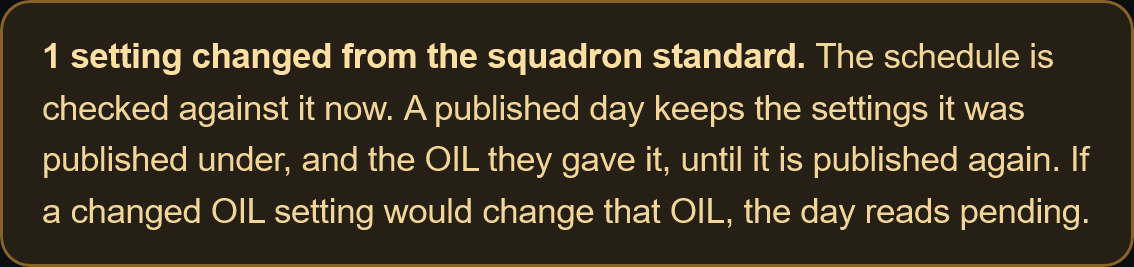 1 setting changed from the squadron standard. The schedule is
checked against it now. A published day keeps the settings it was
published under, and the OIL they gave it, until it is published again. If
a changed OIL setting would change that OIL, the day reads pending.